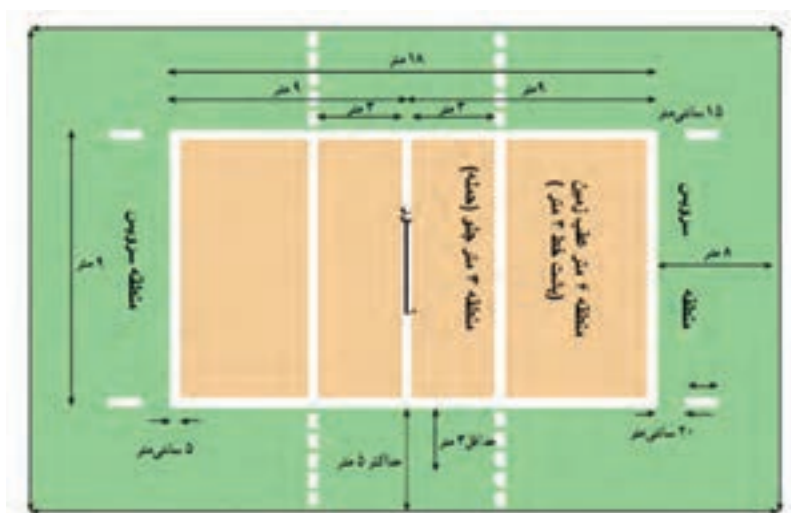 ۱۸ متر
۹ متر
۹ متر
۳ متر
۳ متر
۱۵ سانتی‌متر
منطقه سرویس
۹ متر
تور
منطقه ۳ متر جلو (حمله)
منطقه ۶ متر عقب زمین
(پشت خط ۳ متر)
سرویس
منطقه
۸ متر
۵ سانتی‌متر
حداکثر ۵ متر
حداقل ۳ متر
۲۰ سانتی‌متر